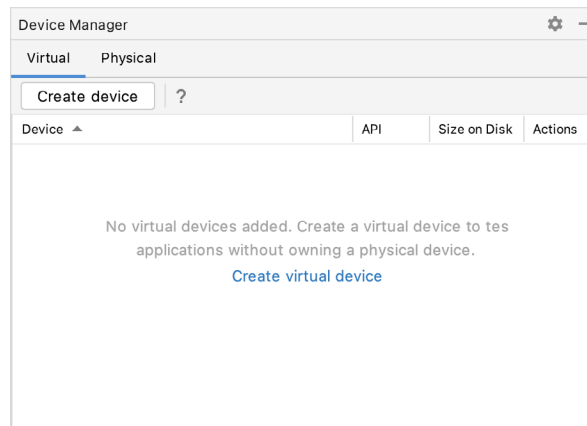 Device Manager
Virtual Physical
Create device ?
Device API Size on Disk Actions
No virtual devices added. Create a virtual device to tes
applications without owning a physical device.
Create virtual device